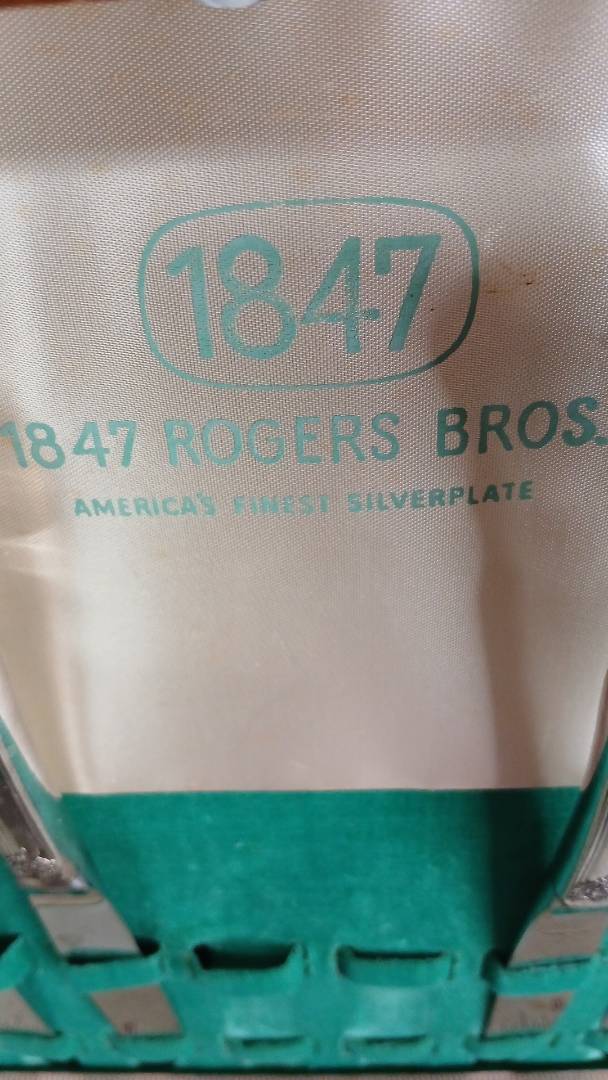 1847
1847 ROGERS BROS.
AMERICA'S FINEST SILVERPLATE